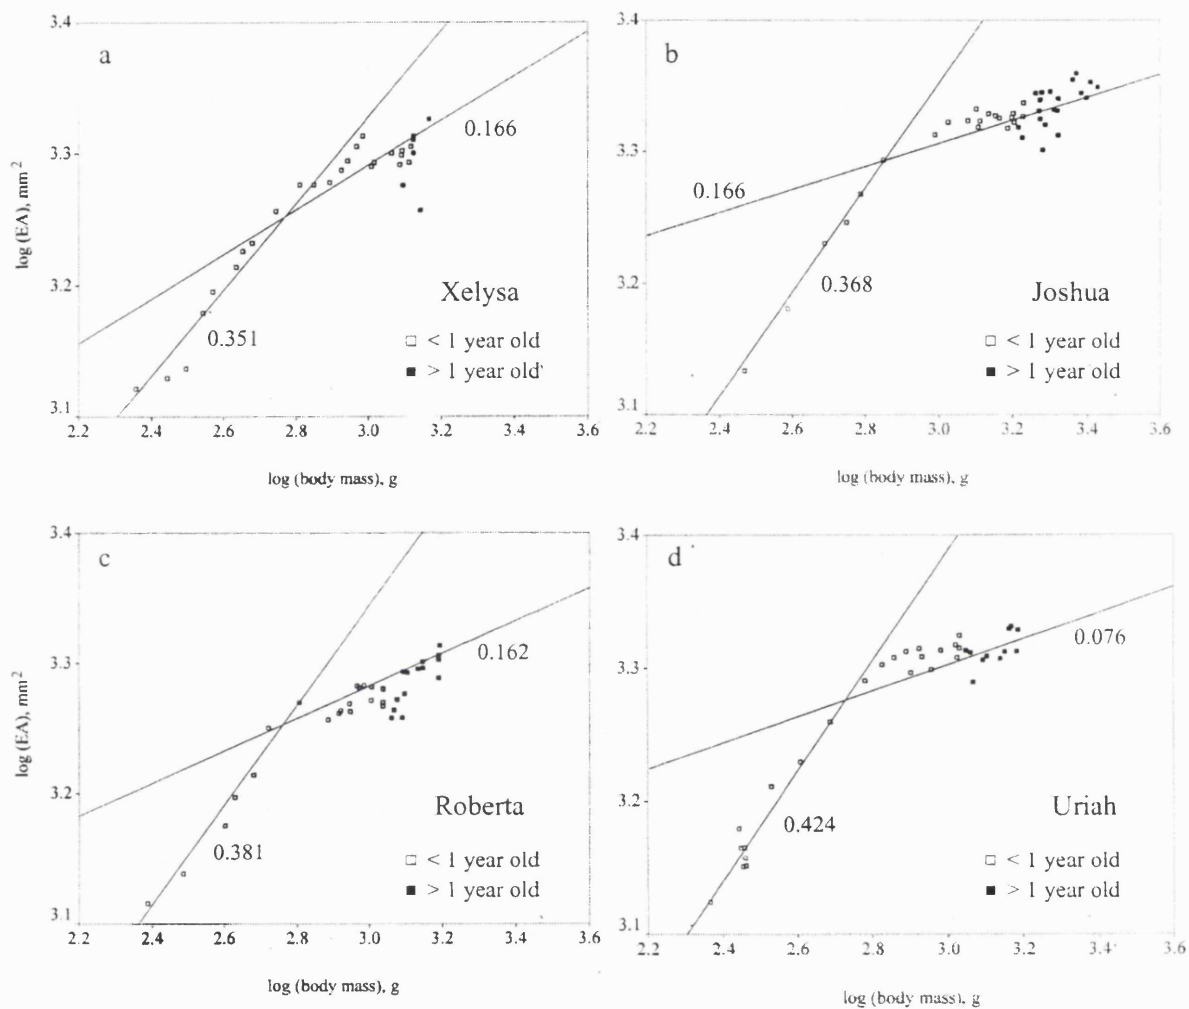 a
3.4
3.3
3.2
3.1
log (EA), mm 2
0.166
0.351
Xelysa
□ < 1 year old
■ > 1 year old
2.2 2.4 2.6 2.8 3.0 3.2 3.4 3.6
log (body mass), g
b
3.4
3.3
3.2
3.1
0.166
0.368
Joshua
□ < 1 year old
■ > 1 year old
2.2 2.4 2.6 2.8 3.0 3.2 3.4 3.6
log (body mass), g
c
3.4
3.3
3.2
3.1
log (EA), mm 2
0.162
0.381
Roberta
□ < 1 year old
■ > 1 year old
2.2 2.4 2.6 2.8 3.0 3.2 3.4 3.6
log (body mass), g
d
3.4
3.3
3.2
3.1
0.076
0.424
Uriah
□ < 1 year old
■ > 1 year old
2.2 2.4 2.6 2.8 3.0 3.2 3.4 3.6
log (body mass), g